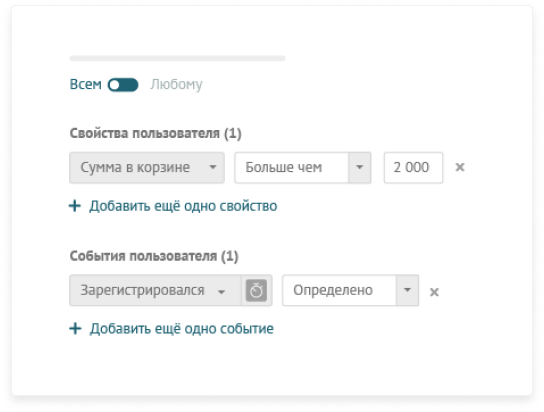 Всем Любому
Свойства пользователя (1)
Сумма в корзине Больше чем 2 000
Добавить ещё одно свойство
События пользователя (1)
Зарегистрировался Определено
Добавить ещё одно событие